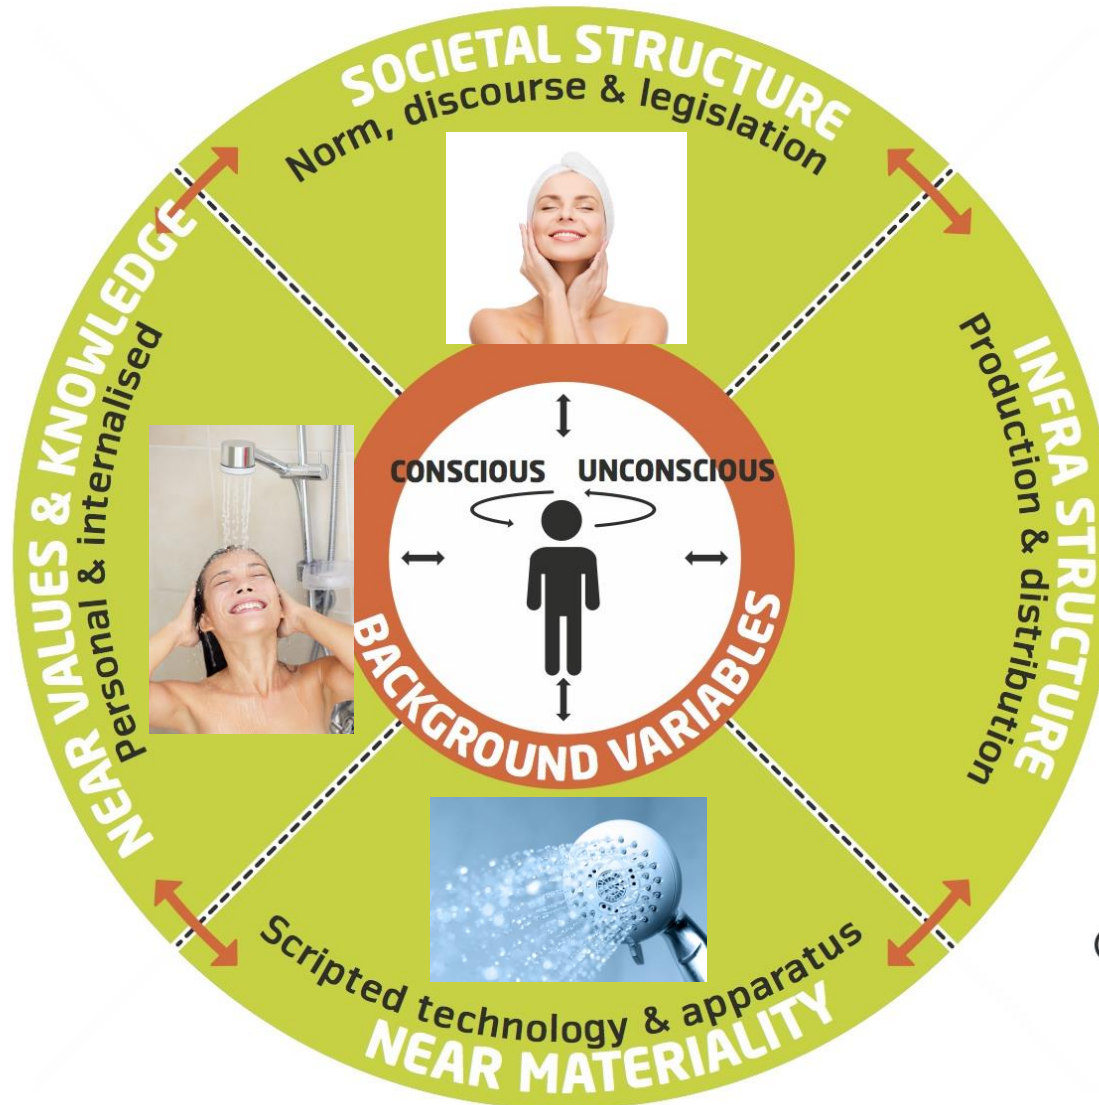 SOCIETAL STRUCTURE
Norm, discourse & legislation
NEAR VALUES & KNOWLEDGE
Personal & internalised
INFRA STRUCTURE
Production & distribution
CONSCIOUS UNCONSCIOUS
BACKGROUND VARIABLES
Scripted technology & apparatus
NEAR MATERIALITY